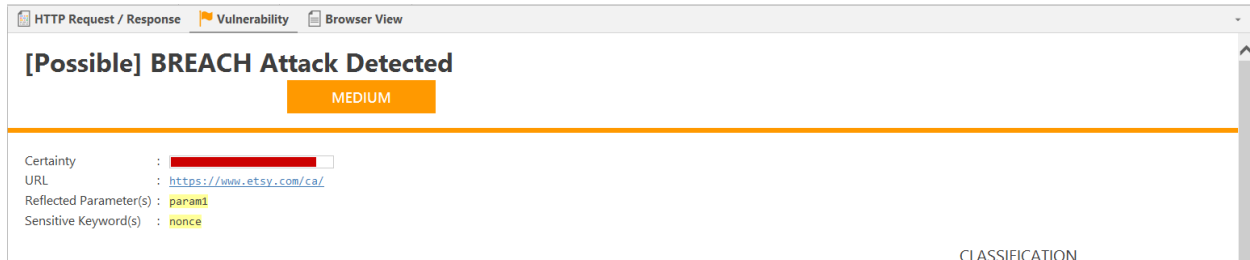 HTTP Request / Response Vulnerability Browser View
[Possible] BREACH Attack Detected
MEDIUM
Certainty :
URL : https://www.etsy.com/ca/
Reflected Parameter(s) : param1
Sensitive Keyword(s) : nonce
CLASSIFICATION